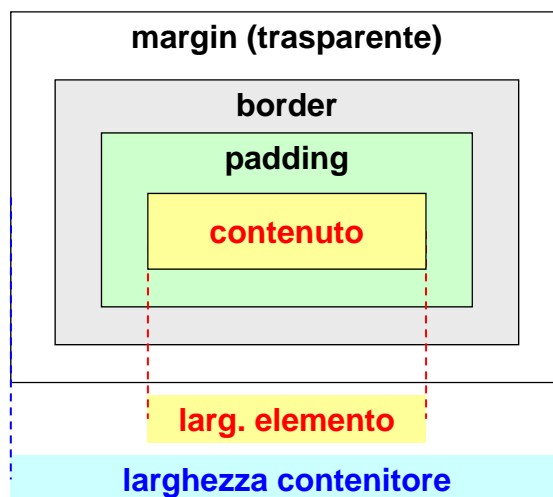 margin (trasparente)
border
padding
contenuto
larg. elemento
larghezza contenitore